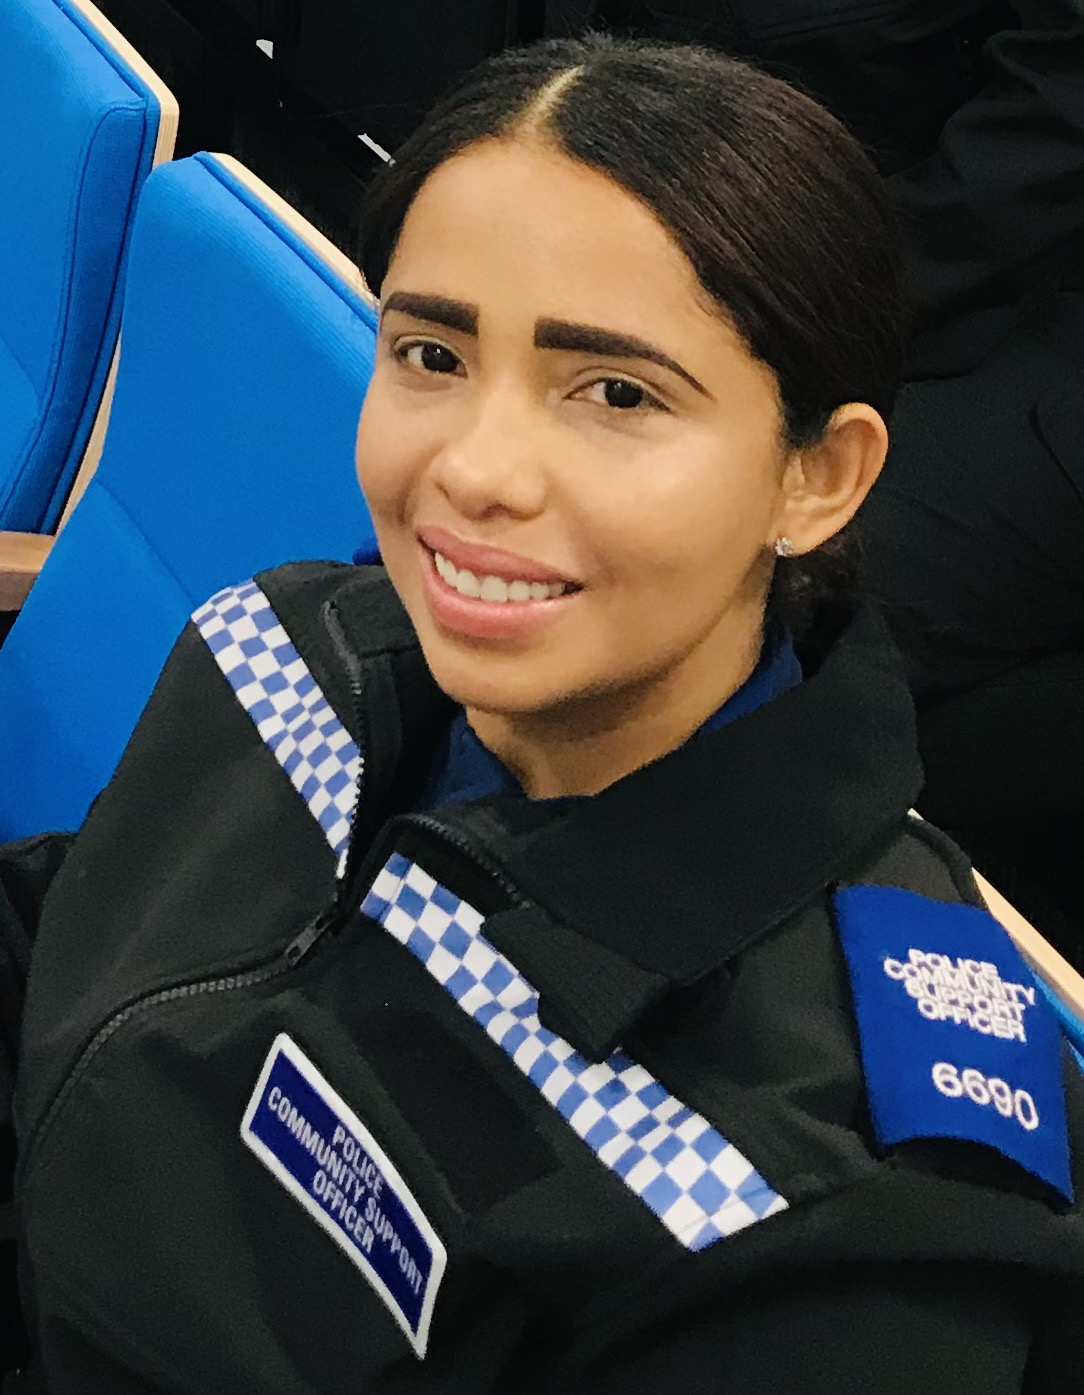 POLICE
COMMUNITY SUPPORT
OFFICER
POLICE
COMMUNITY
SUPPORT
OFFICER
6690